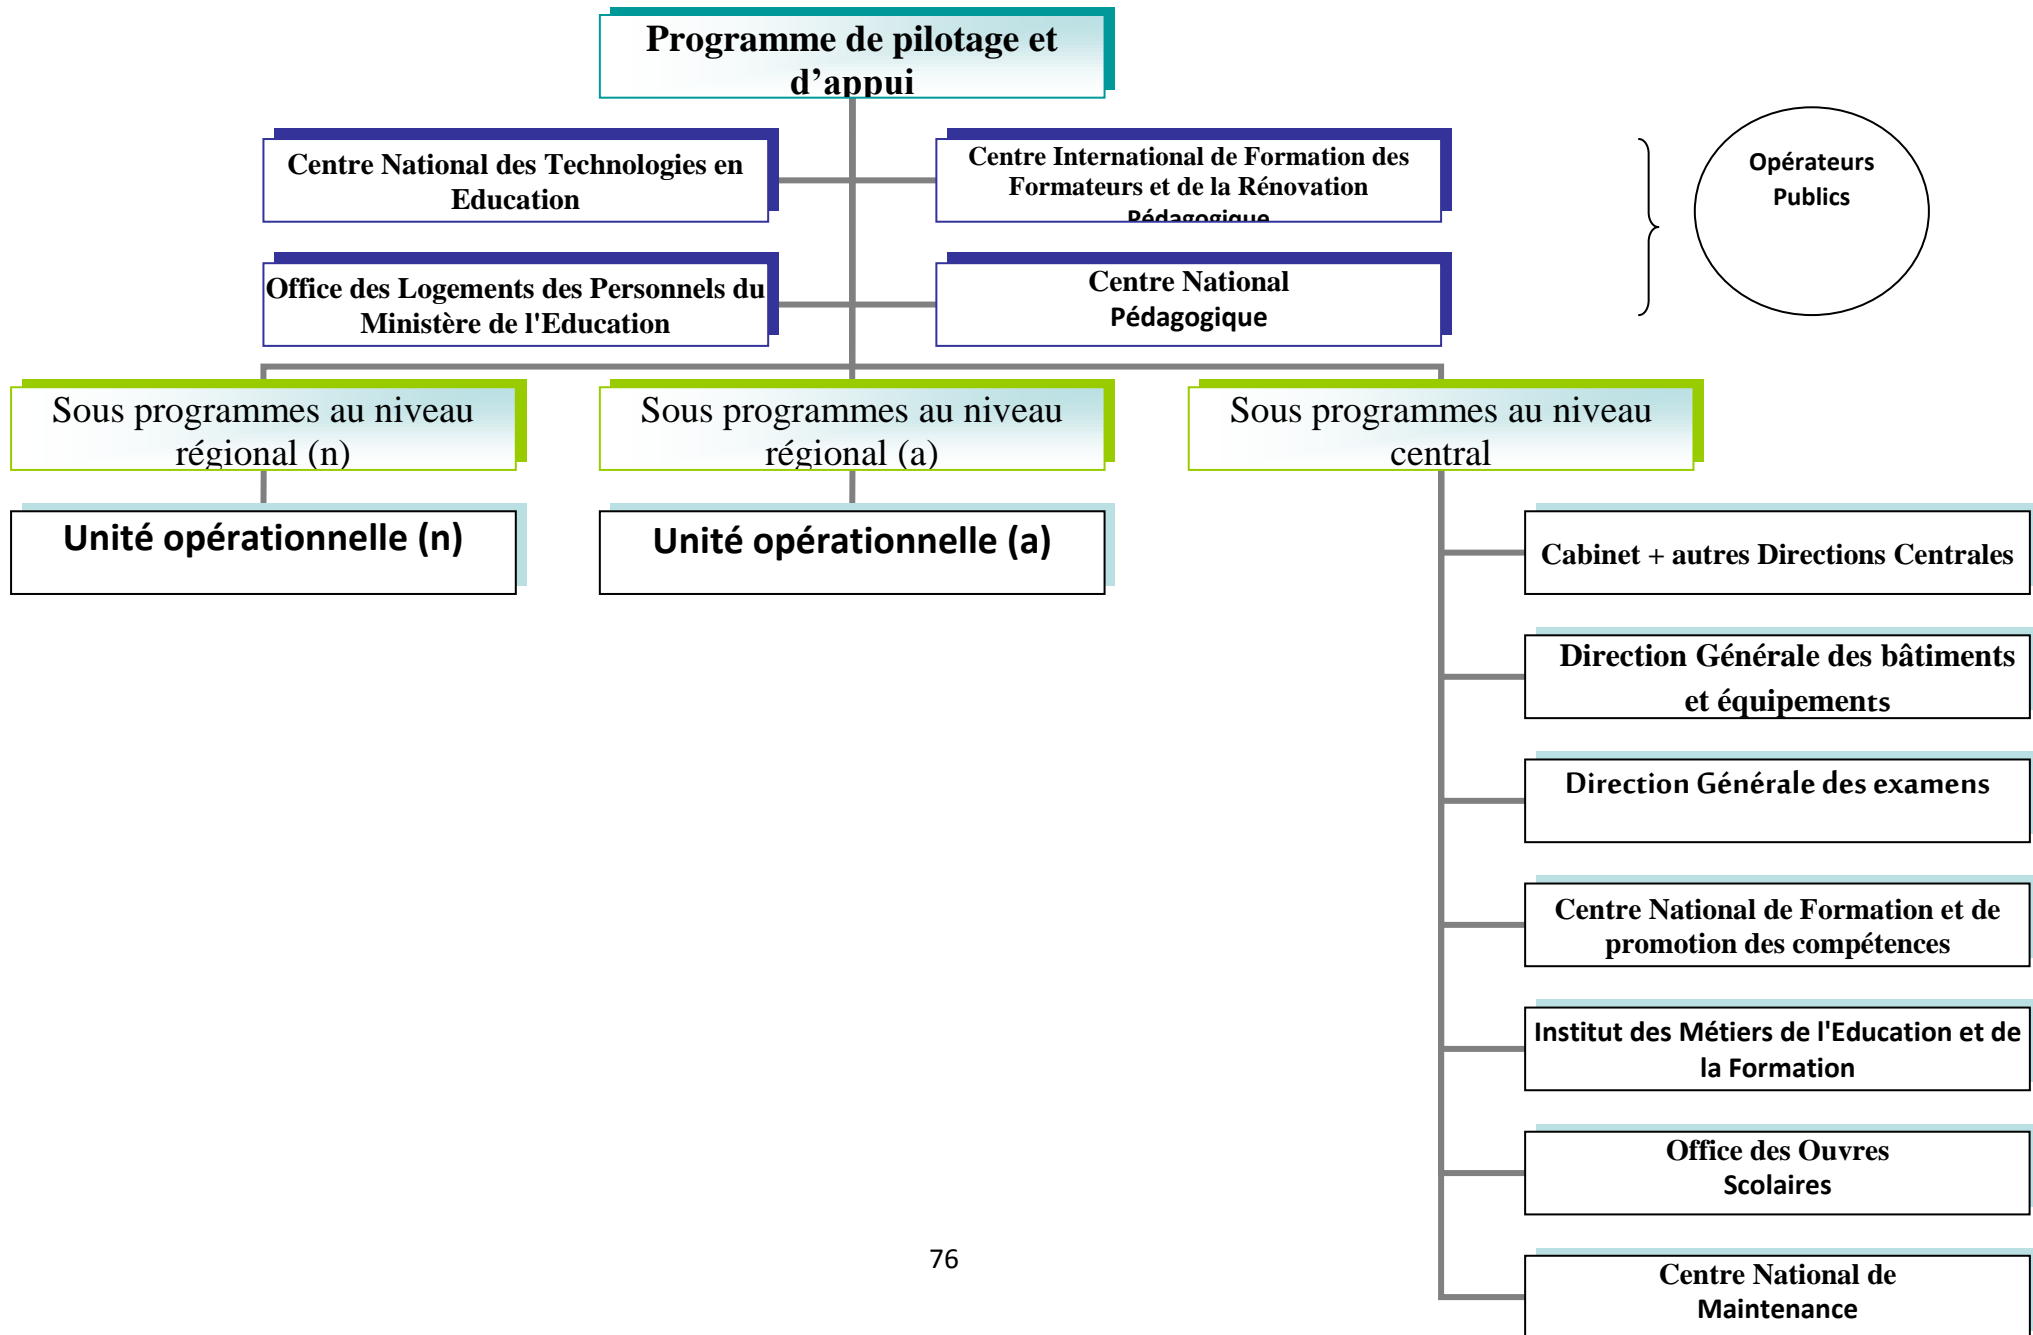 Programme de pilotage et
d’appui
Centre National des Technologies en
Education
Centre International de Formation des
Formateurs et de la Rénovation
Pédagogique
Opérateurs
Publics
Office des Logements des Personnels du
Ministère de l'Education
Centre National
Pédagogique
Sous programmes au niveau
régional (n)
Sous programmes au niveau
régional (a)
Sous programmes au niveau
central
Unité opérationnelle (n)
Unité opérationnelle (a)
Cabinet + autres Directions Centrales
Direction Générale des bâtiments
et équipements
Direction Générale des examens
Centre National de Formation et de
promotion des compétences
Institut des Métiers de l'Education et de
la Formation
Office des Ouvres
Scolaires
Centre National de
Maintenance
76